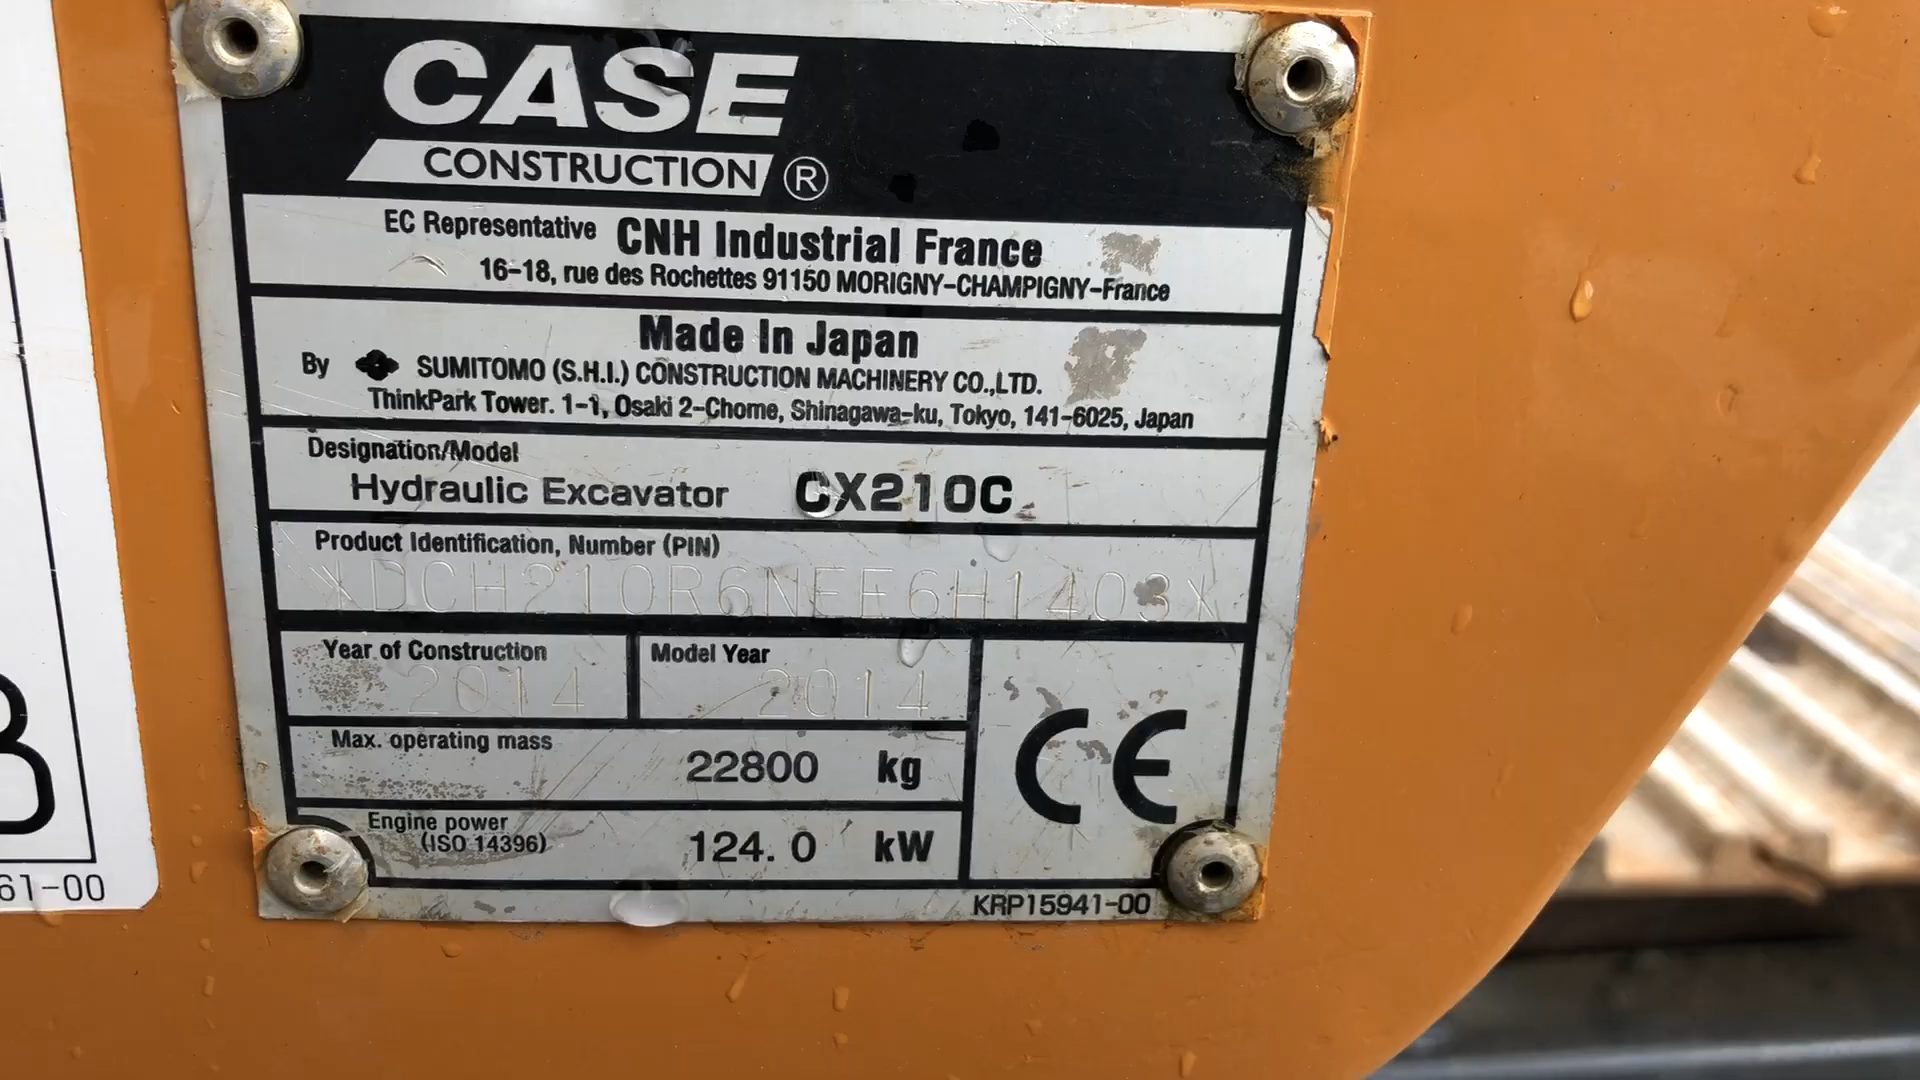 CASE
CONSTRUCTION ®
EC Representative CNH Industrial France
16-18, rue des Rochettes 91150 MORIGNY-CHAMPIGNY-France
Made In Japan
By SUMITOMO (S.H.I.) CONSTRUCTION MACHINERY CO.,LTD.
ThinkPark Tower. 1-1, Osaki 2-Chome, Shinagawa-ku, Tokyo, 141-6025, Japan
Designation/Model
Hydraulic Excavator CX210C
Product Identification, Number (PIN)
Year of Construction
2014
Model Year
2014
Max. operating mass
22800 kg
Engine power
(ISO 14396)
124.0 kW
CE
KRP15941-00
61-00